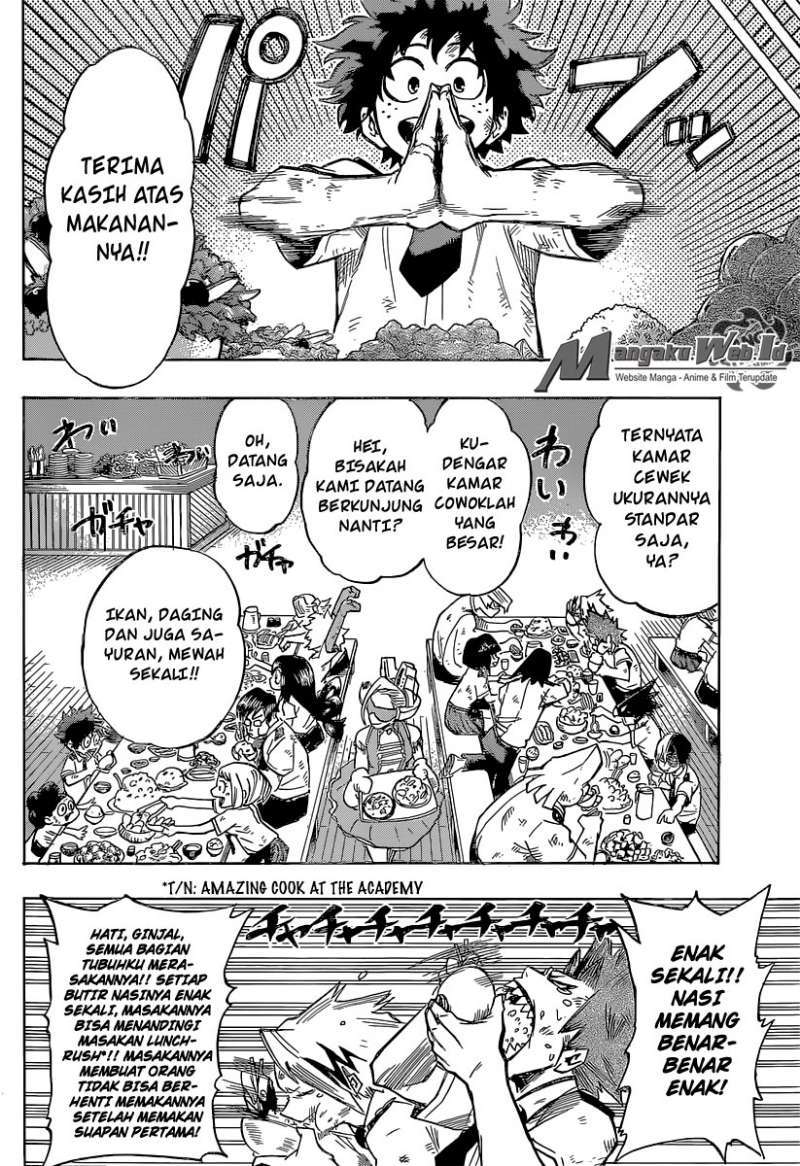 パンッ
TERIMA
KASIH ATAS
MAKANAN-
NYA!!
Mangaku Web.Id
Website Manga - Anime & Film Terupdate
TERNYATA
KAMAR
CEWEK
UKURANNYA
STANDAR
SAJA,
YA?
わいわい
KU-
DENGAR
KAMAR
COWOKLAH
YANG
BESAR!
HEI,
BISAKAH
KAMI DATANG
BERKUNJUNG
NANTI?
OH,
DATANG
SAJA.
わい
ガチャ
ガチャ
IKAN, DAGING
DAN JUGA SA-
YURAN, MEWAH
SEKALI!!
*T/N: AMAZING COOK AT THE ACADEMY
チャチャチャチャチャチャ
ENAK
SEKALI!!
NASI
MEMANG
BENAR-
BENAR
ENAK!
HATI, GINJAL,
SEMUA BAGIAN
TUBUHKU MERA-
SAKANNYA!! SETIAP
BUTIR NASINYA ENAK
SEKALI, MASAKANNYA
BISA MENANDINGI
MASAKAN LUNCH-
RUSH*!! MASAKANNYA
MEMBUAT ORANG
TIDAK BISA BER-
HENTI MEMAKANNYA
SETELAH MEMAKAN
SUAPAN PERTAMA!